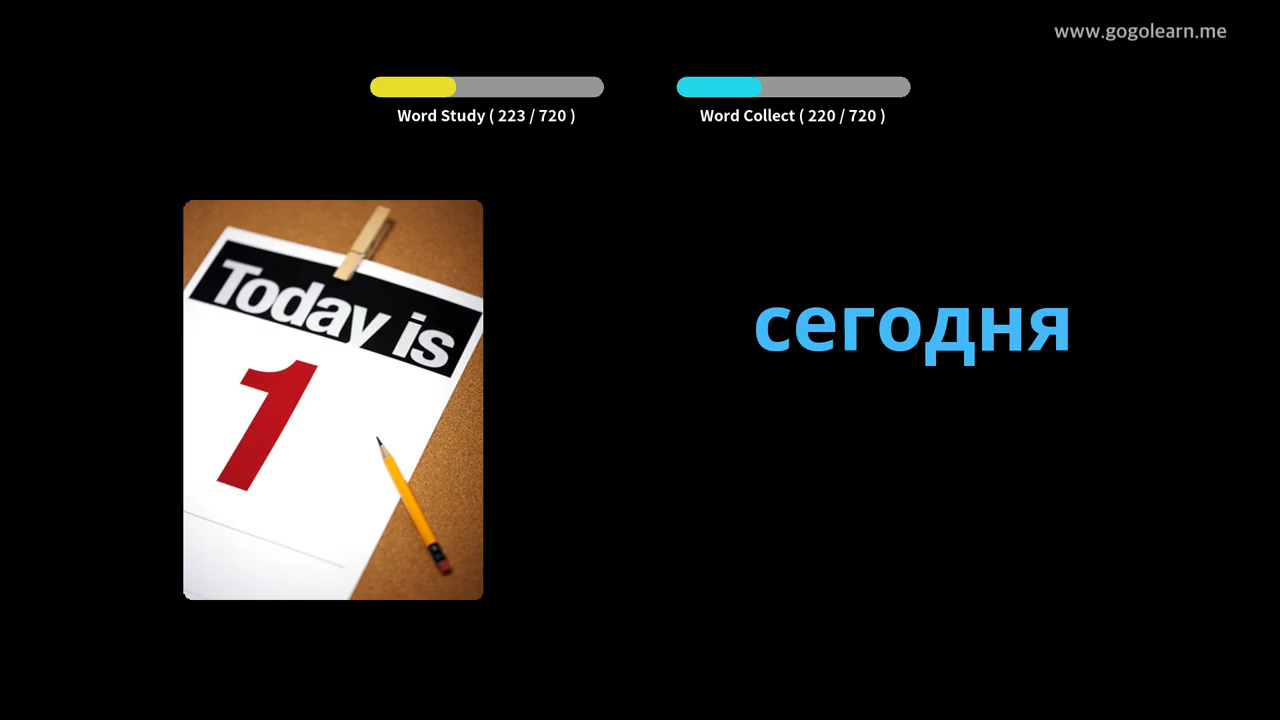 www.gogolearn.me
Word Study ( 223 / 720 )
Word Collect ( 220 / 720 )
Today is
1
сегодня